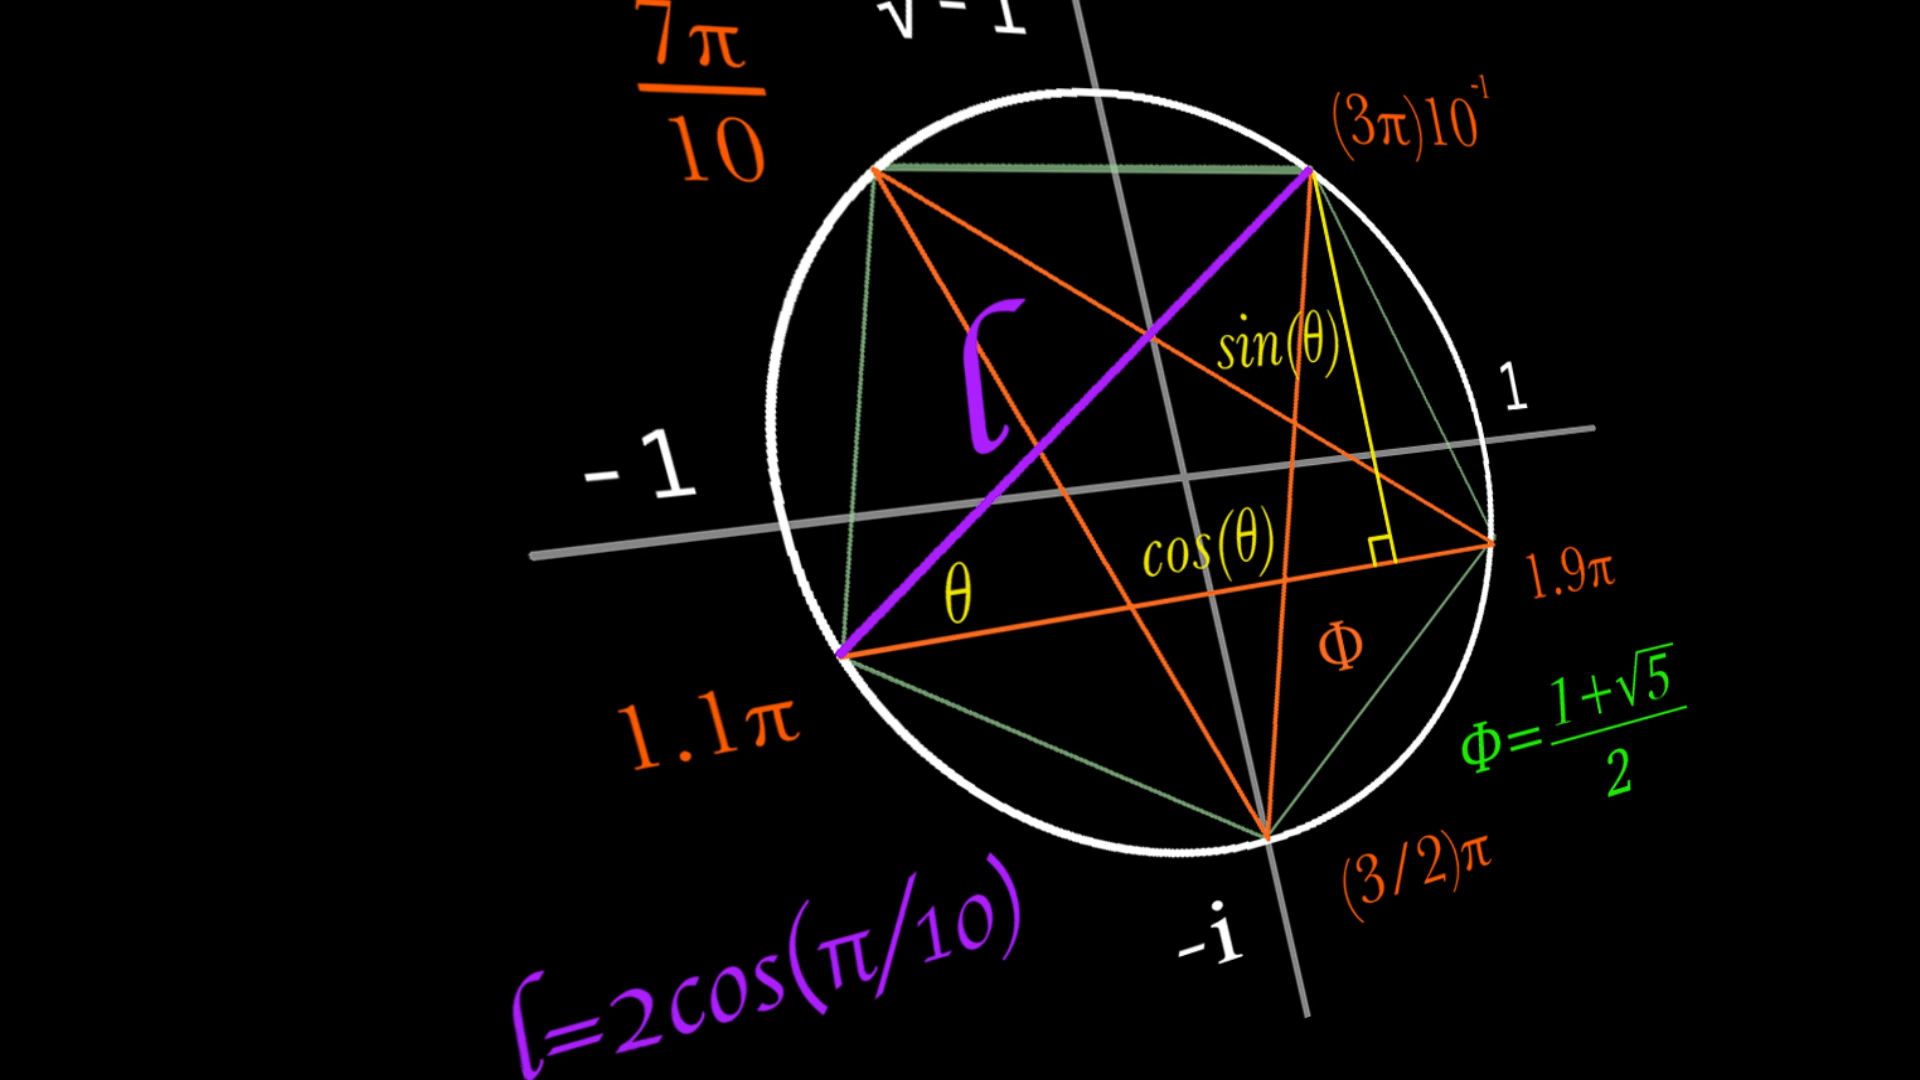 √-1
7π
10
(3π)10⁻¹
l
sin(θ)
1
-1
cos(θ)
θ
1.9π
Φ
1.1π
Φ=1+√5
2
(3/2)π
-i
l=2cos(π/10)